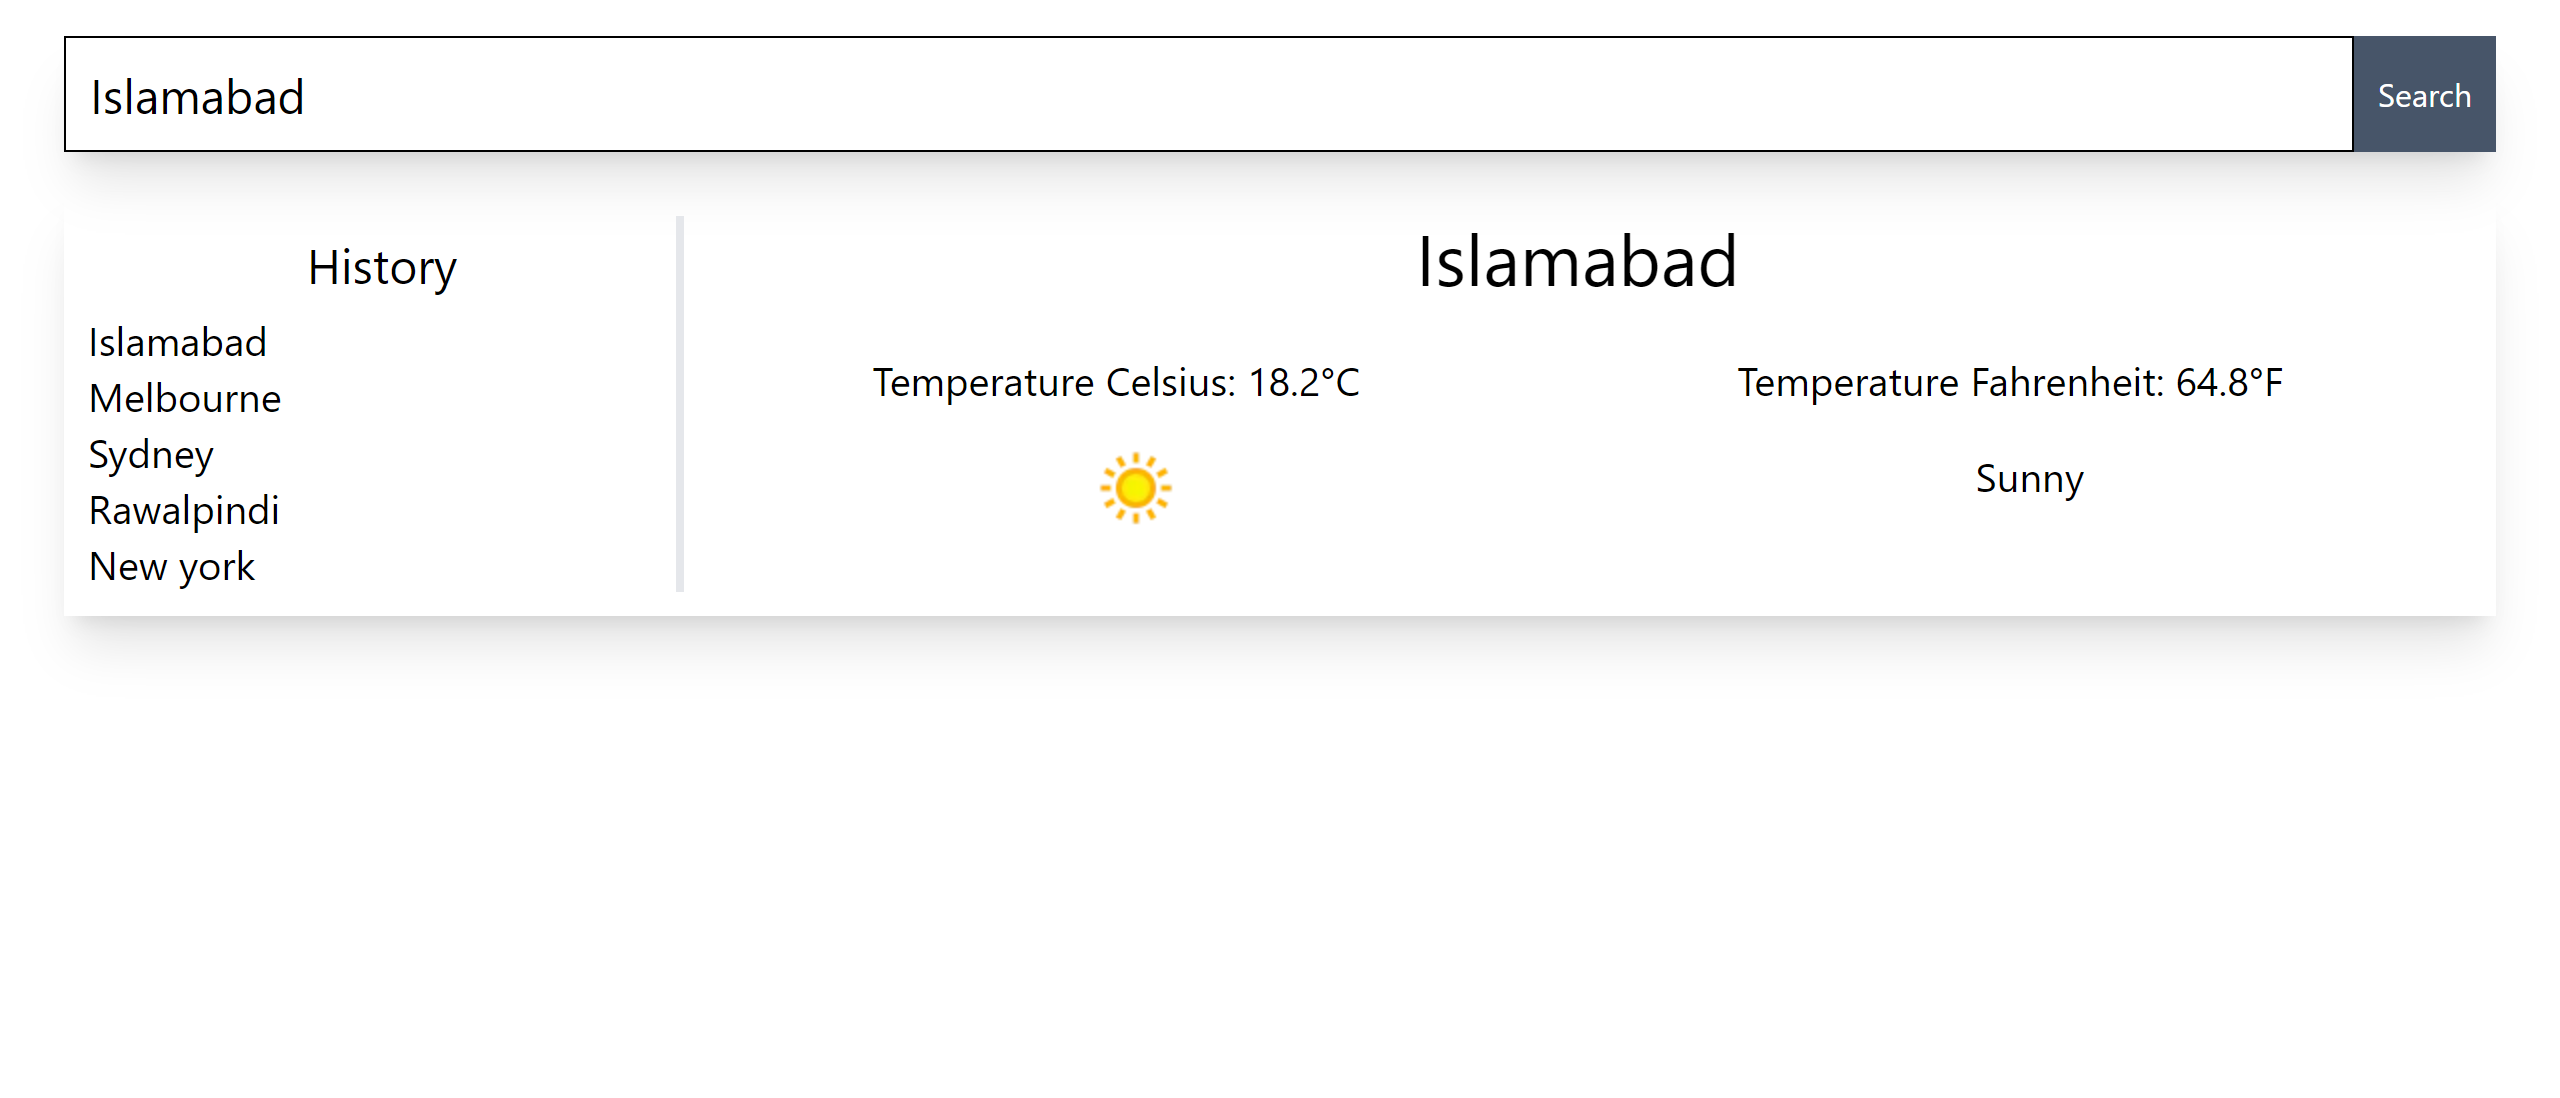 Islamabad
Search
History
Islamabad
Melbourne
Sydney
Rawalpindi
New york
Islamabad
Temperature Celsius: 18.2°C
Temperature Fahrenheit: 64.8°F
Sunny